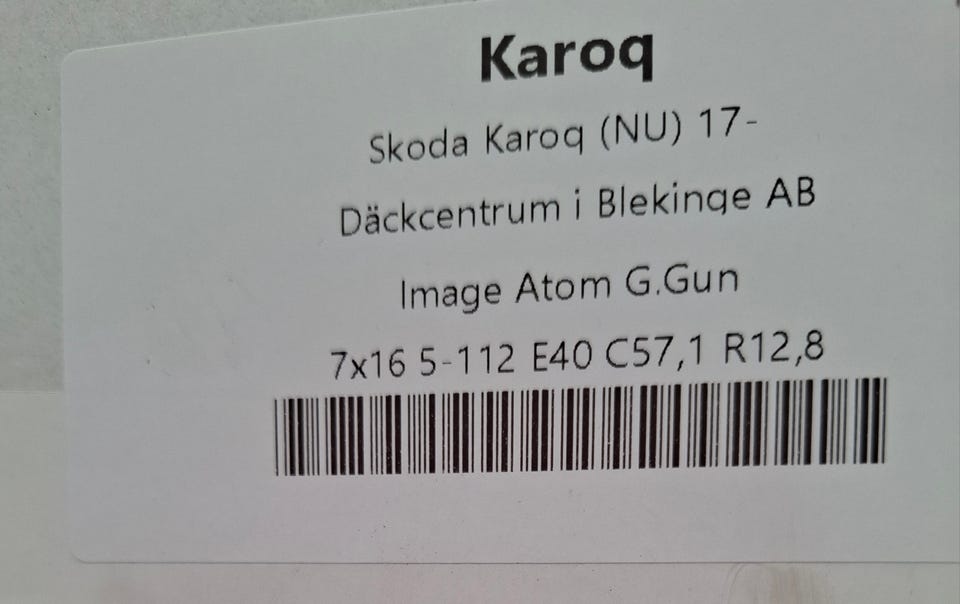 Karoq
Skoda Karoq (NU) 17-
Däckcentrum i Blekinge AB
Image Atom G.Gun
7x16 5-112 E40 C57,1 R12,8